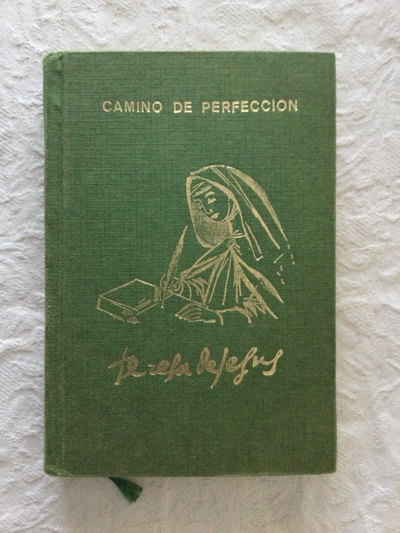 CAMINO DE PERFECCION
teresa de Jesus